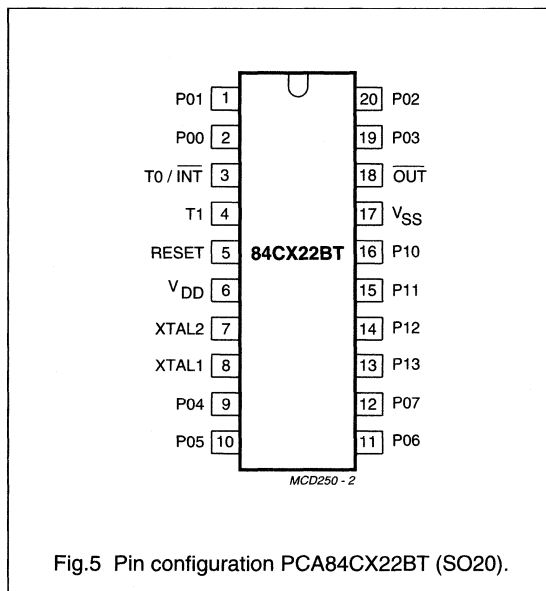 P01 1 20 P02
P00 2 19 P03
T0 / INT 3 18 OUT
T1 4 17 VSS
RESET 5 84CX22BT 16 P10
VDD 6 15 P11
XTAL2 7 14 P12
XTAL1 8 13 P13
P04 9 12 P07
P05 10 11 P06
MCD250 - 2
Fig.5 Pin configuration PCA84CX22BT (SO20).